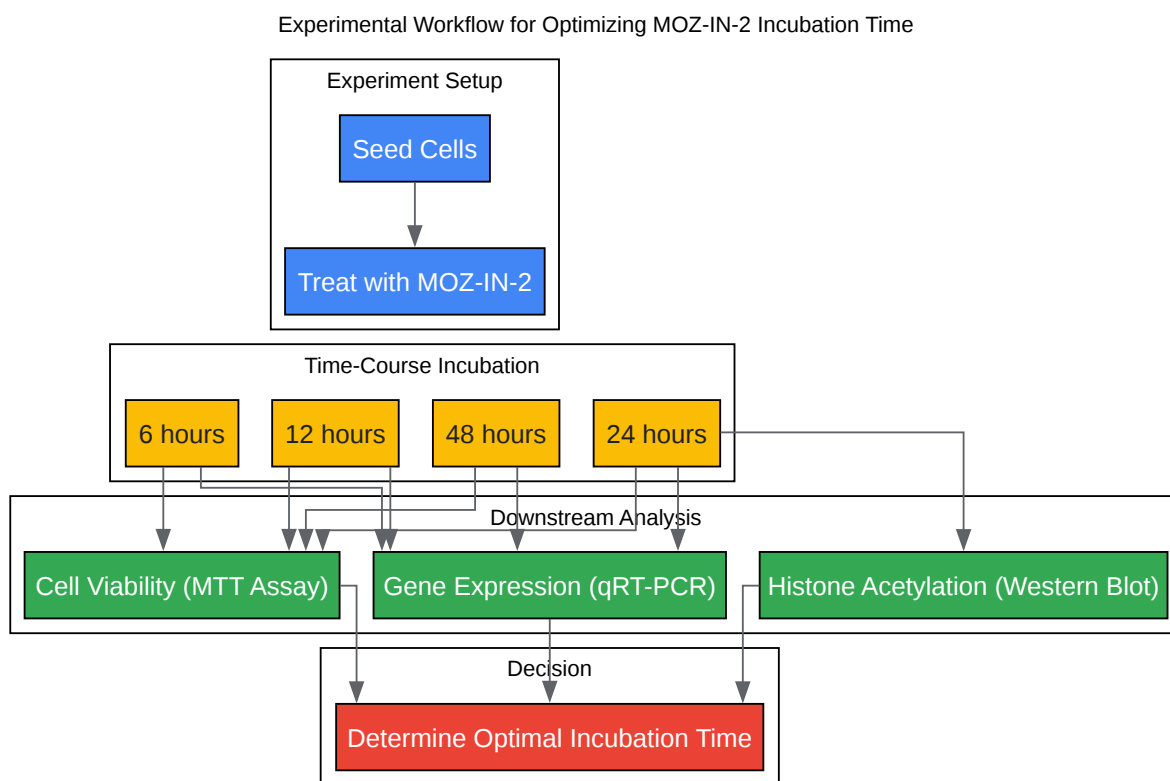 Experimental Workflow for Optimizing MOZ-IN-2 Incubation Time
Experiment Setup
Seed Cells
Treat with MOZ-IN-2
Time-Course Incubation
6 hours
12 hours
48 hours
24 hours
Downstream Analysis
Cell Viability (MTT Assay)
Gene Expression (qRT-PCR)
Histone Acetylation (Western Blot)
Decision
Determine Optimal Incubation Time